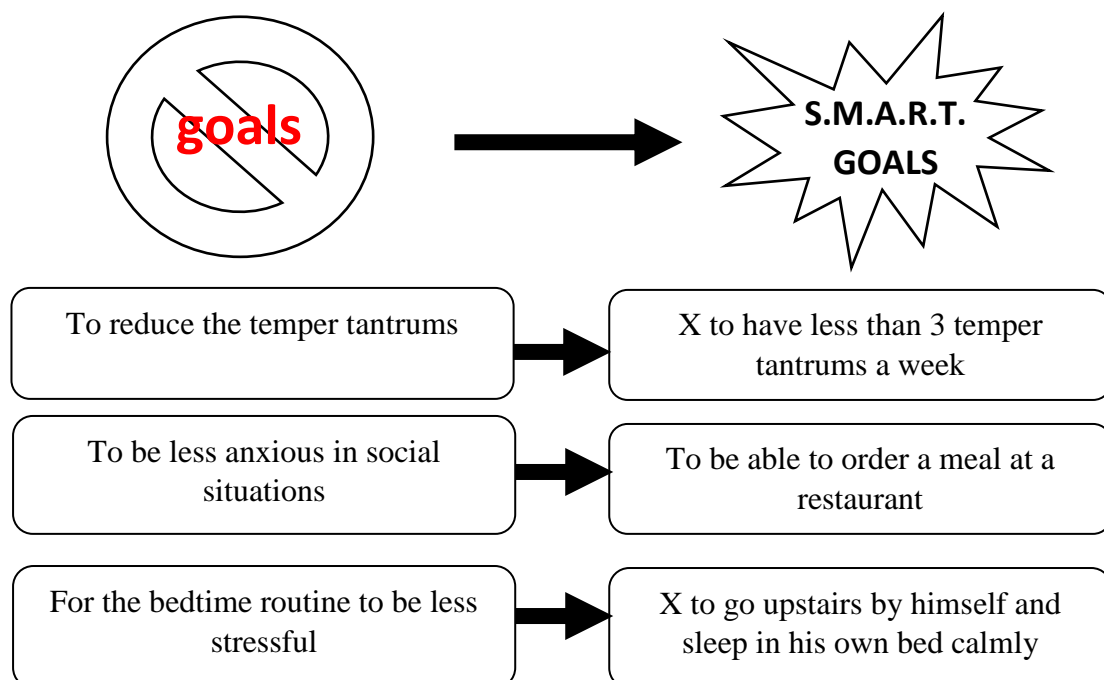 goals
S.M.A.R.T.
GOALS
To reduce the temper tantrums
X to have less than 3 temper
tantrums a week
To be less anxious in social
situations
To be able to order a meal at a
restaurant
For the bedtime routine to be less
stressful
X to go upstairs by himself and
sleep in his own bed calmly